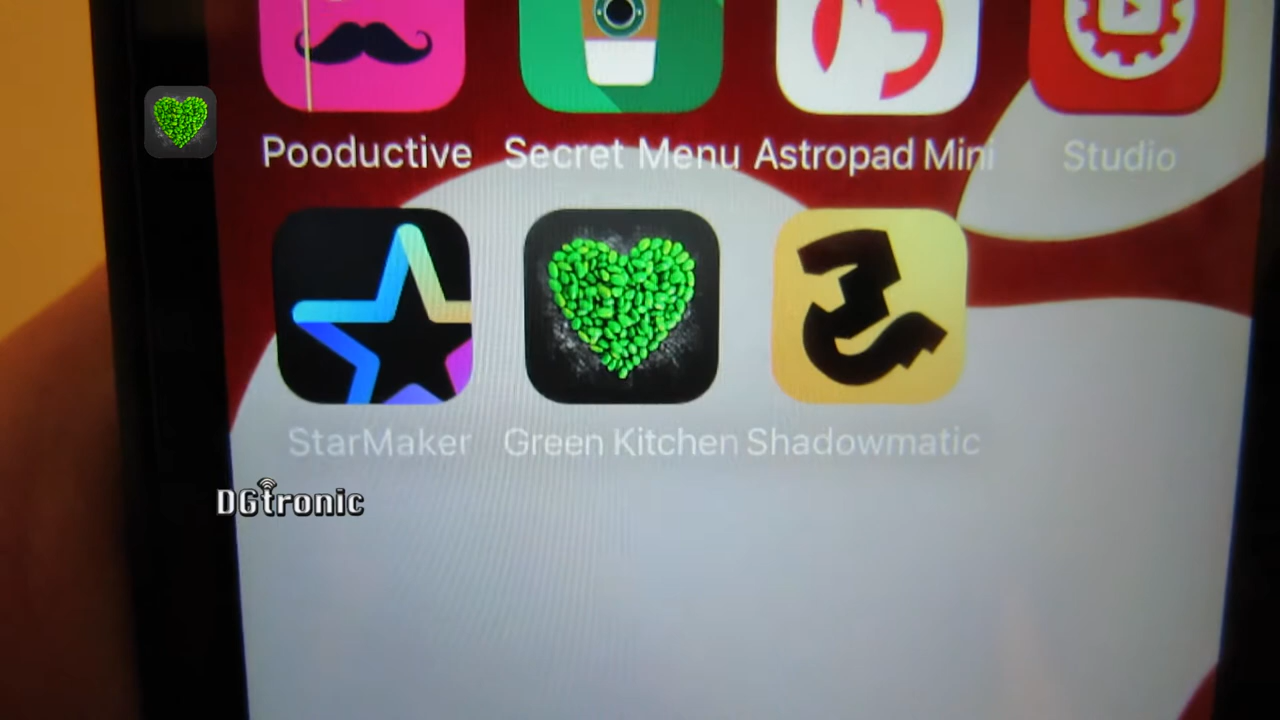 Pooductive Secret Menu Astropad Mini Studio
StarMaker Green Kitchen Shadowmatic
DGtronic